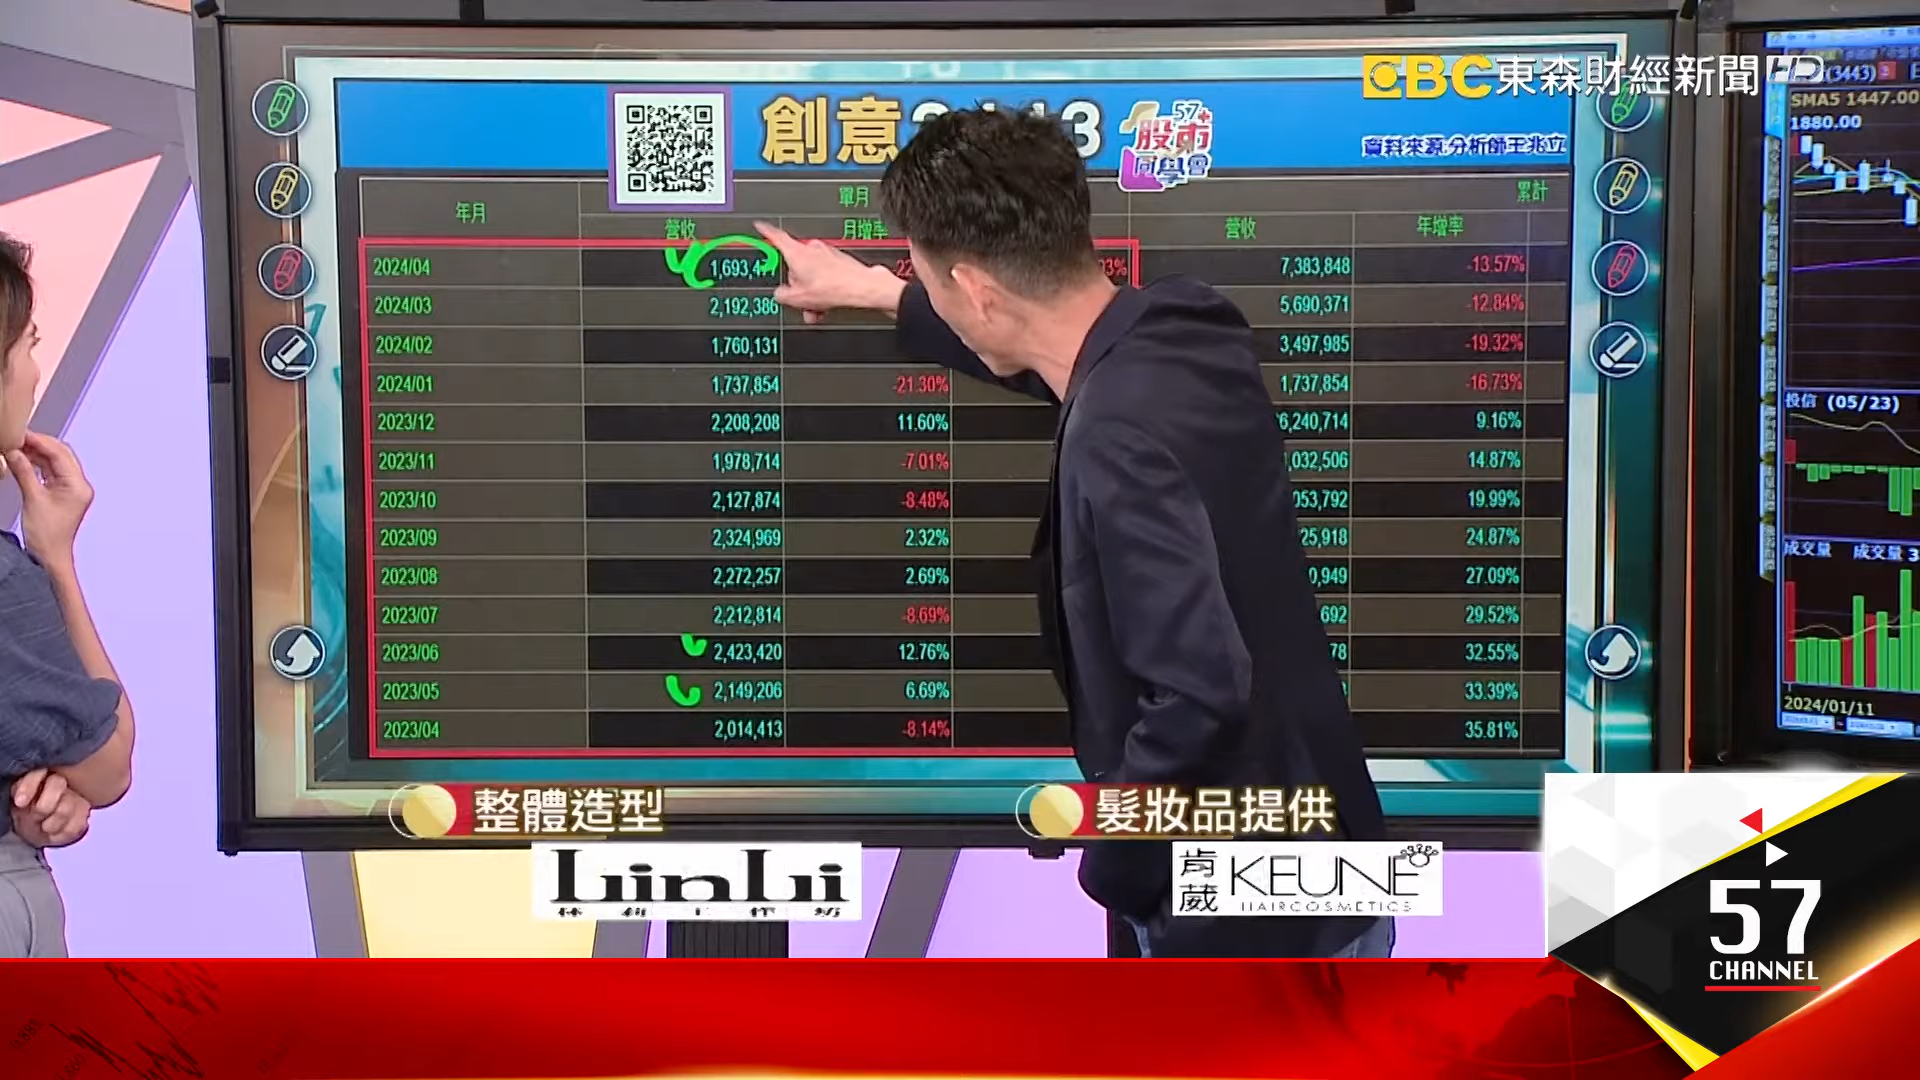 EBC東森財經新聞
HD
創意
57+
股市
同學會
資料來源:分析師王兆立
(3443)
SMA5 1447.00
1880.00
年月 單月 累計
營收 月增率 營收 年增率
2024/04 1,693,477 7,383,848 -13.57%
2024/03 2,192,386 5,690,371 -12.84%
2024/02 1,760,131 3,497,985 -19.32%
2024/01 1,737,854 -21.30% 1,737,854 -16.73%
2023/12 2,208,208 11.60% 6,240,714 9.16%
2023/11 1,978,714 -7.01% 032,506 14.87%
2023/10 2,127,874 -8.48% 053,792 19.99%
2023/09 2,324,969 2.32% 25,918 24.87%
2023/08 2,272,257 2.69% 0,949 27.09%
2023/07 2,212,814 -8.69% 692 29.52%
2023/06 2,423,420 12.76% 78 32.55%
2023/05 2,149,206 6.69% 33.39%
2023/04 2,014,413 -8.14% 35.81%
投信 (05/23)
成交量 成交量 3
2024/01/11
整體造型
LinLi
髮妝品提供
肯葳 KEUNE
HAIRCOSMETICS
57
CHANNEL